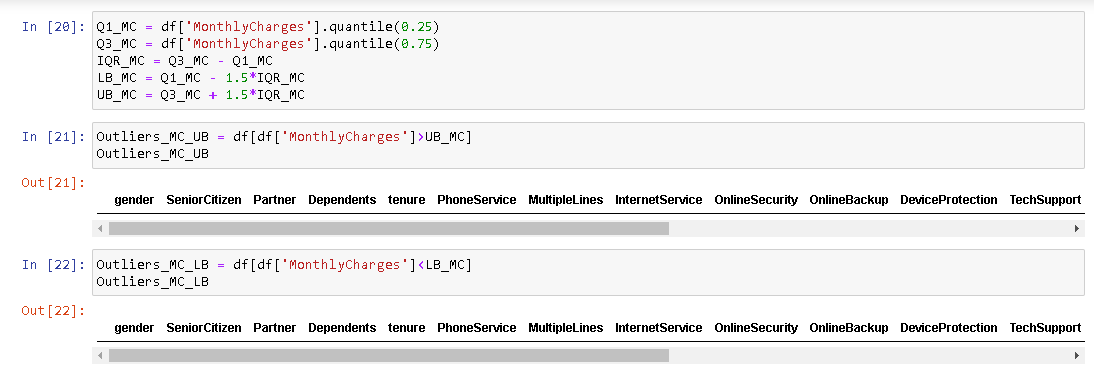 In [20]: Q1_MC = df['MonthlyCharges'].quantile(0.25)
Q3_MC = df['MonthlyCharges'].quantile(0.75)
IQR_MC = Q3_MC - Q1_MC
LB_MC = Q1_MC - 1.5*IQR_MC
UB_MC = Q3_MC + 1.5*IQR_MC
In [21]: Outliers_MC_UB = df[df['MonthlyCharges']>UB_MC]
Outliers_MC_UB
Out[21]:
gender SeniorCitizen Partner Dependents tenure PhoneService MultipleLines InternetService OnlineSecurity OnlineBackup DeviceProtection TechSupport
In [22]: Outliers_MC_LB = df[df['MonthlyCharges']<LB_MC]
Outliers_MC_LB
Out[22]:
gender SeniorCitizen Partner Dependents tenure PhoneService MultipleLines InternetService OnlineSecurity OnlineBackup DeviceProtection TechSupport